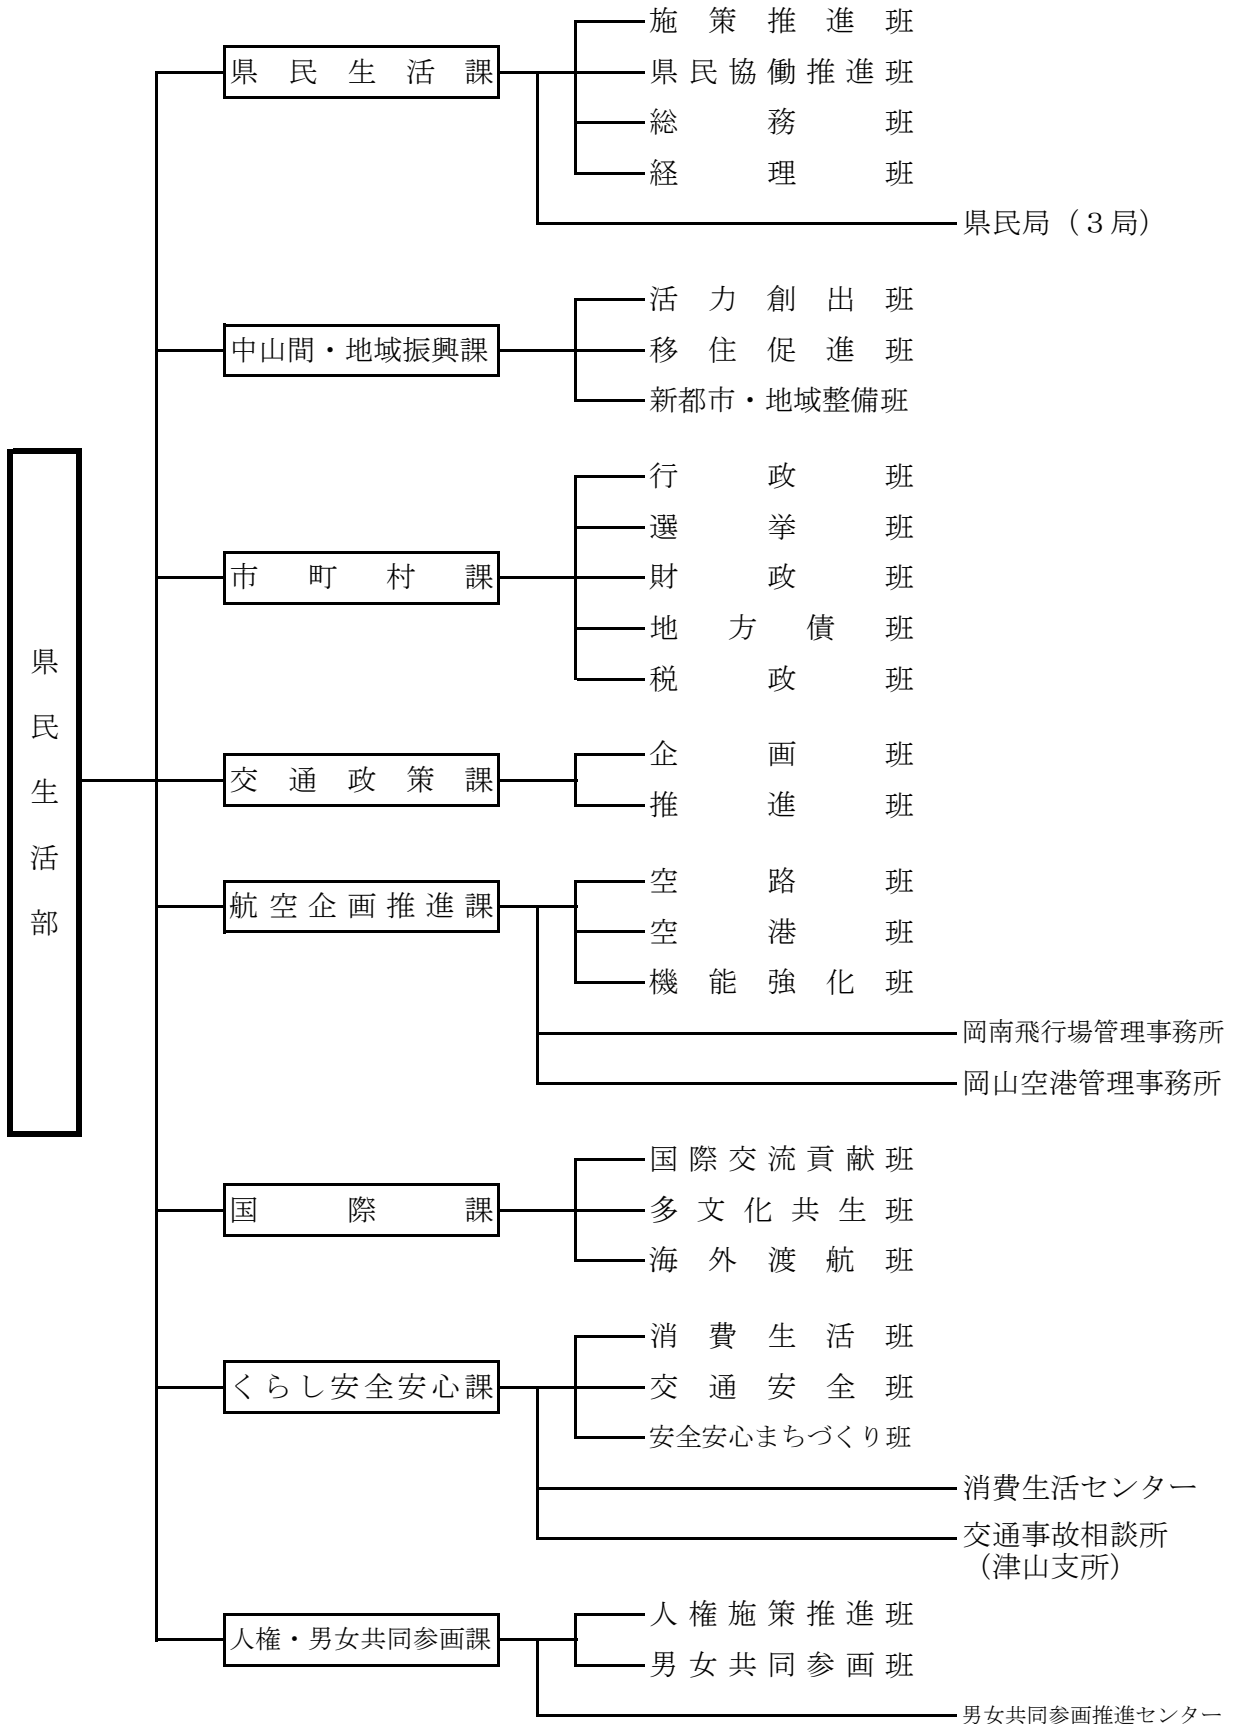 県民生活部
県民生活課
施策推進班
県民協働推進班
総務班
経理班
県民局（３局）
中山間・地域振興課
活力創出班
移住促進班
新都市・地域整備班
市町村課
行政班
選挙班
財政班
地方債班
税政班
交通政策課
企画班
推進班
航空企画推進課
空路班
空港班
機能強化班
岡南飛行場管理事務所
岡山空港管理事務所
国際課
国際交流貢献班
多文化共生班
海外渡航班
くらし安全安心課
消費生活班
交通安全班
安全安心まちづくり班
消費生活センター
交通事故相談所
（津山支所）
人権・男女共同参画課
人権施策推進班
男女共同参画班
男女共同参画推進センター